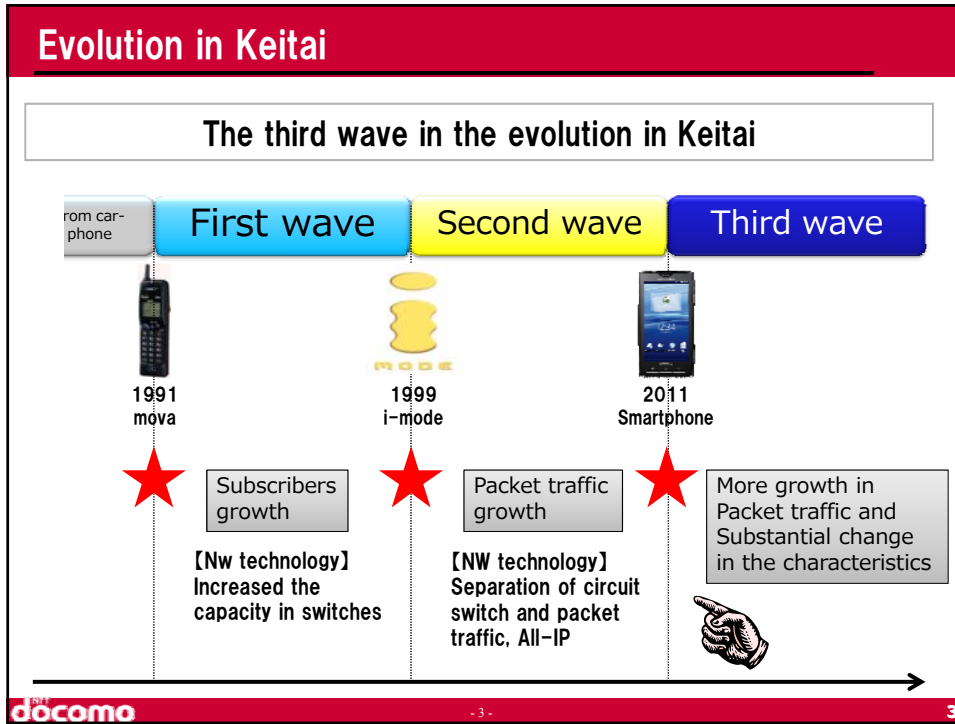 Evolution in Keitai
The third wave in the evolution in Keitai
rom car-
phone
First wave
Second wave
Third wave
MODE
1991
mova
1999
i-mode
2011
Smartphone
Subscribers
growth
Packet traffic
growth
More growth in
Packet traffic and
Substantial change
in the characteristics
【Nw technology】
Increased the
capacity in switches
【NW technology】
Separation of circuit
switch and packet
traffic, All-IP
döcomo
- 3 -
3